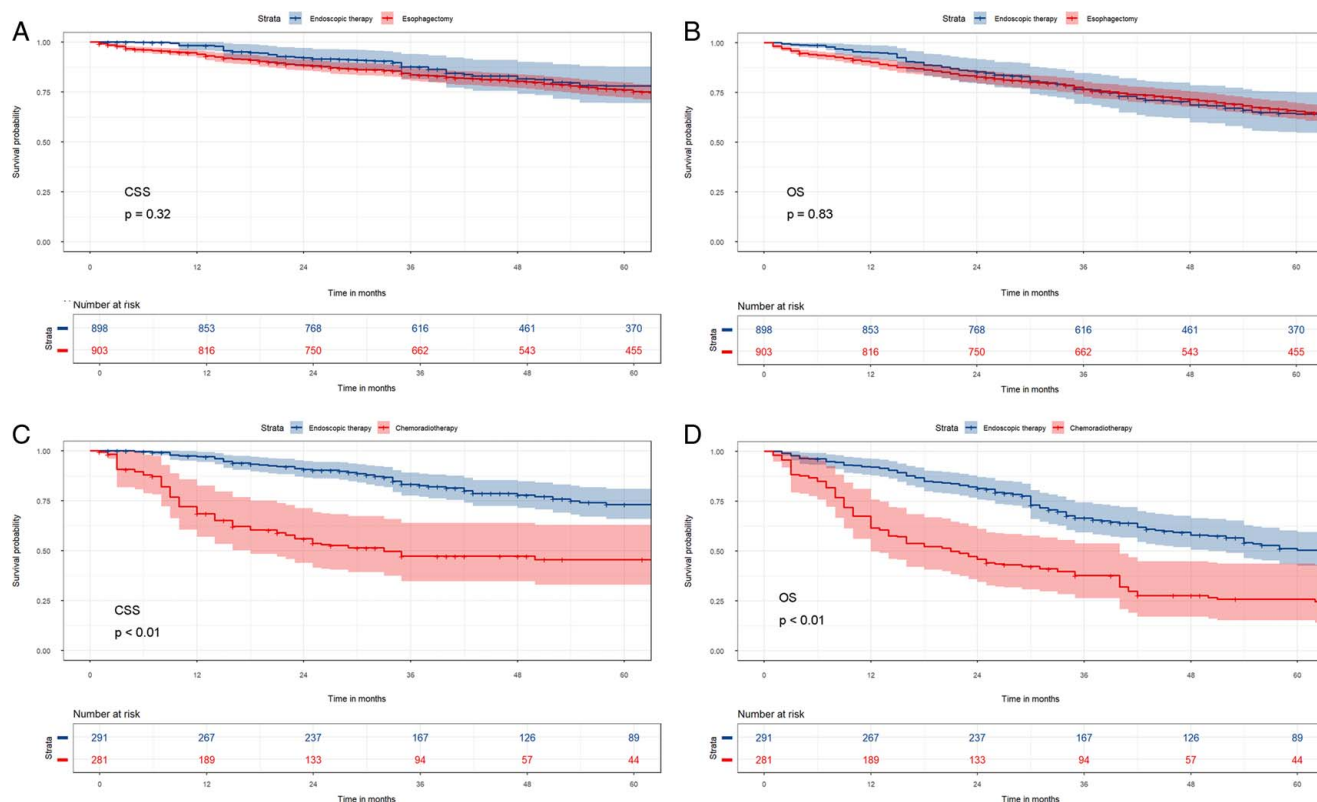 A
Strata Endoscopic therapy Esophagectomy
Survival probability
1.00
0.75
0.50
0.25
0.00
CSS
p = 0.32
0 12 24 36 48 60
Time in months
Number at risk
Strata
898 853 768 616 461 370
903 816 750 662 543 455
0 12 24 36 48 60
Time in months
B
Strata Endoscopic therapy Esophagectomy
Survival probability
1.00
0.75
0.50
0.25
0.00
OS
p = 0.83
0 12 24 36 48 60
Time in months
Number at risk
Strata
898 853 768 616 461 370
903 816 750 662 543 455
0 12 24 36 48 60
Time in months
C
Strata Endoscopic therapy Chemoradiotherapy
Survival probability
1.00
0.75
0.50
0.25
0.00
CSS
p < 0.01
0 12 24 36 48 60
Time in months
Number at risk
Strata
291 267 237 167 126 89
281 189 133 94 57 44
0 12 24 36 48 60
Time in months
D
Strata Endoscopic therapy Chemoradiotherapy
Survival probability
1.00
0.75
0.50
0.25
0.00
OS
p < 0.01
0 12 24 36 48 60
Time in months
Number at risk
Strata
291 267 237 167 126 89
281 189 133 94 57 44
0 12 24 36 48 60
Time in months